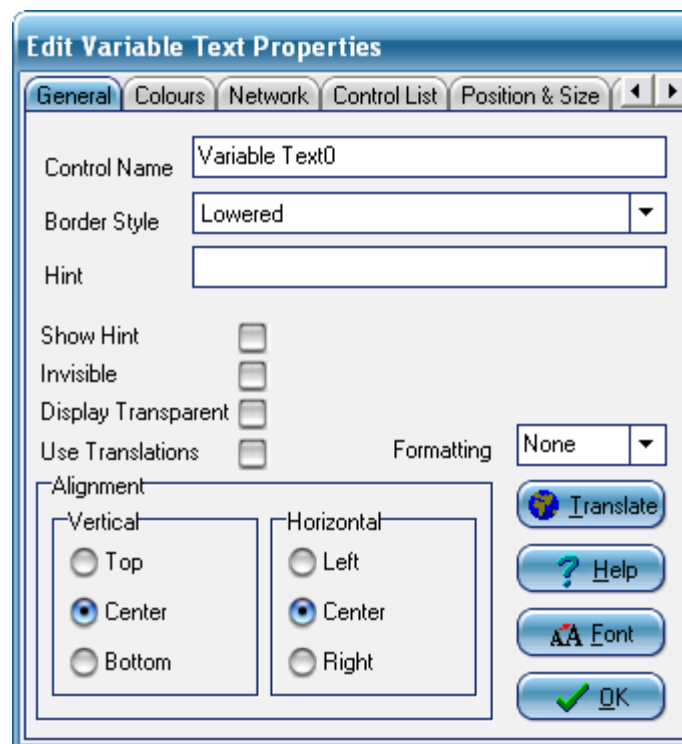 Edit Variable Text Properties
General Colours Network Control List Position & Size
Control Name Variable Text0
Border Style Lowered
Hint
Show Hint
Invisible
Display Transparent
Use Translations Formatting None
Alignment
Vertical Horizontal
Translate
Top Left
Help
Center Center
Font
Bottom Right
OK